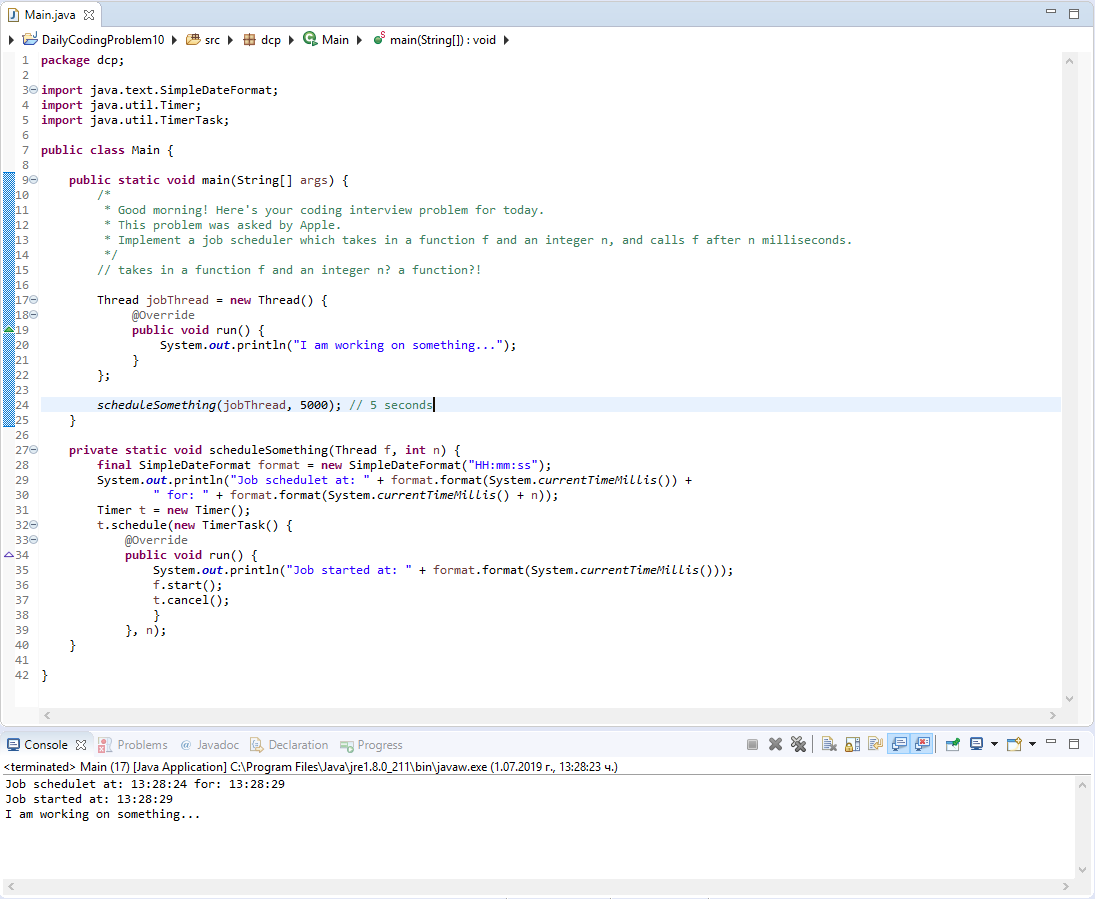 Main.java
DailyCodingProblem10 src dcp Main main(String[]) : void
1 package dcp;
2
3 import java.text.SimpleDateFormat;
4 import java.util.Timer;
5 import java.util.TimerTask;
6
7 public class Main {
8
9 public static void main(String[] args) {
10 /*
11 * Good morning! Here's your coding interview problem for today.
12 * This problem was asked by Apple.
13 * Implement a job scheduler which takes in a function f and an integer n, and calls f after n milliseconds.
14 */
15 // takes in a function f and an integer n? a function?!
16
17 Thread jobThread = new Thread() {
18 @Override
19 public void run() {
20 System.out.println("I am working on something...");
21 }
22 };
23
24 scheduleSomething(jobThread, 5000); // 5 seconds
25 }
26
27 private static void scheduleSomething(Thread f, int n) {
28 final SimpleDateFormat format = new SimpleDateFormat("HH:mm:ss");
29 System.out.println("Job schedulet at: " + format.format(System.currentTimeMillis()) +
30 " for: " + format.format(System.currentTimeMillis() + n));
31 Timer t = new Timer();
32 t.schedule(new TimerTask() {
33 @Override
34 public void run() {
35 System.out.println("Job started at: " + format.format(System.currentTimeMillis()));
36 f.start();
37 t.cancel();
38 }
39 }, n);
40 }
41
42 }
Console Problems @ Javadoc Declaration Progress
<terminated> Main (17) [Java Application] C:\Program Files\Java\jre1.8.0_211\bin\javaw.exe (1.07.2019 г., 13:28:23 ч.)
Job schedulet at: 13:28:24 for: 13:28:29
Job started at: 13:28:29
I am working on something...